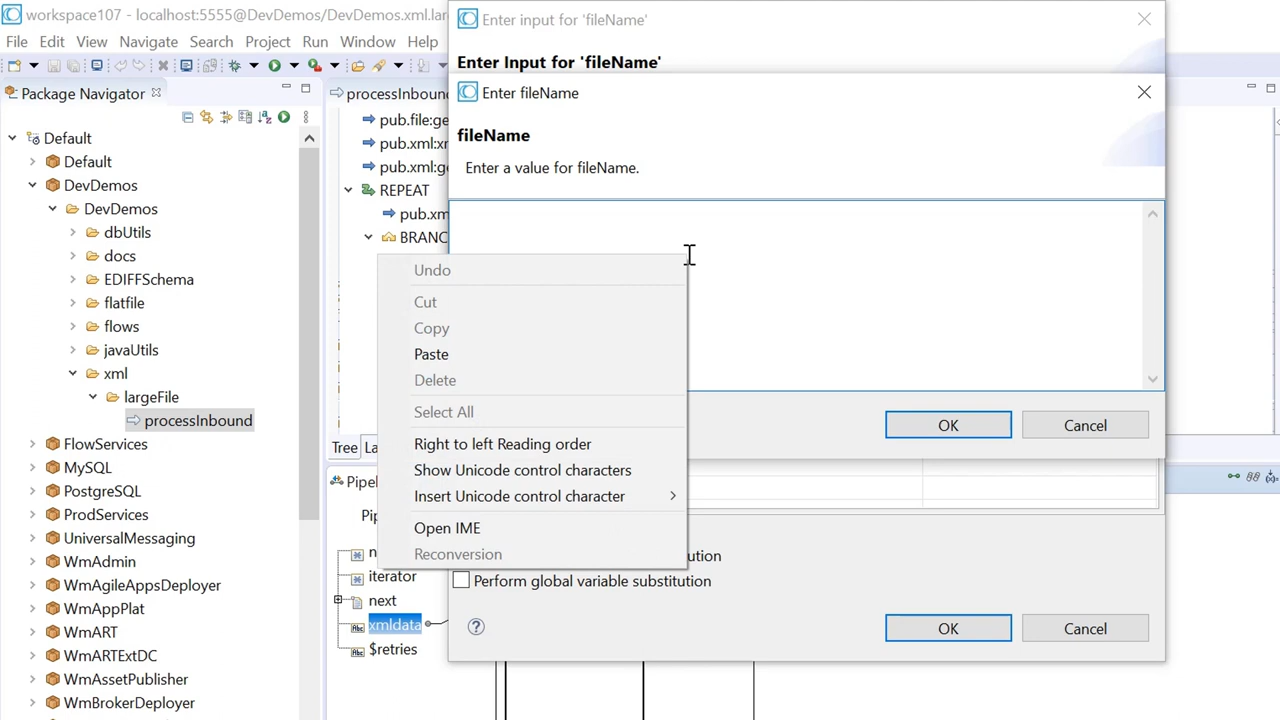 workspace107 - localhost:5555@DevDemos/DevDemos.xml.lar
File Edit View Navigate Search Project Run Window Help
Package Navigator
Default
Default
DevDemos
DevDemos
dbUtils
docs
EDIFFSchema
flatfile
flows
javaUtils
xml
largeFile
processInbound
FlowServices
MySQL
PostgreSQL
ProdServices
UniversalMessaging
WmAdmin
WmAgileAppsDeployer
WmAppPlat
WmART
WmARTExtDC
WmAssetPublisher
WmBrokerDeployer
processInbound
pub.file:ge
pub.xml:xr
pub.xml:ge
REPEAT
pub.xm
BRANC
Tree La
Pipeli
Pip
n
iterator
next
xmldata
$retries
Enter input for 'fileName'
Enter Input for 'fileName'
Enter fileName
fileName
Enter a value for fileName.
OK Cancel
Undo
Cut
Copy
Paste
Delete
Select All
Right to left Reading order
Show Unicode control characters
Insert Unicode control character
Open IME
Reconversion
ution
Perform global variable substitution
OK Cancel